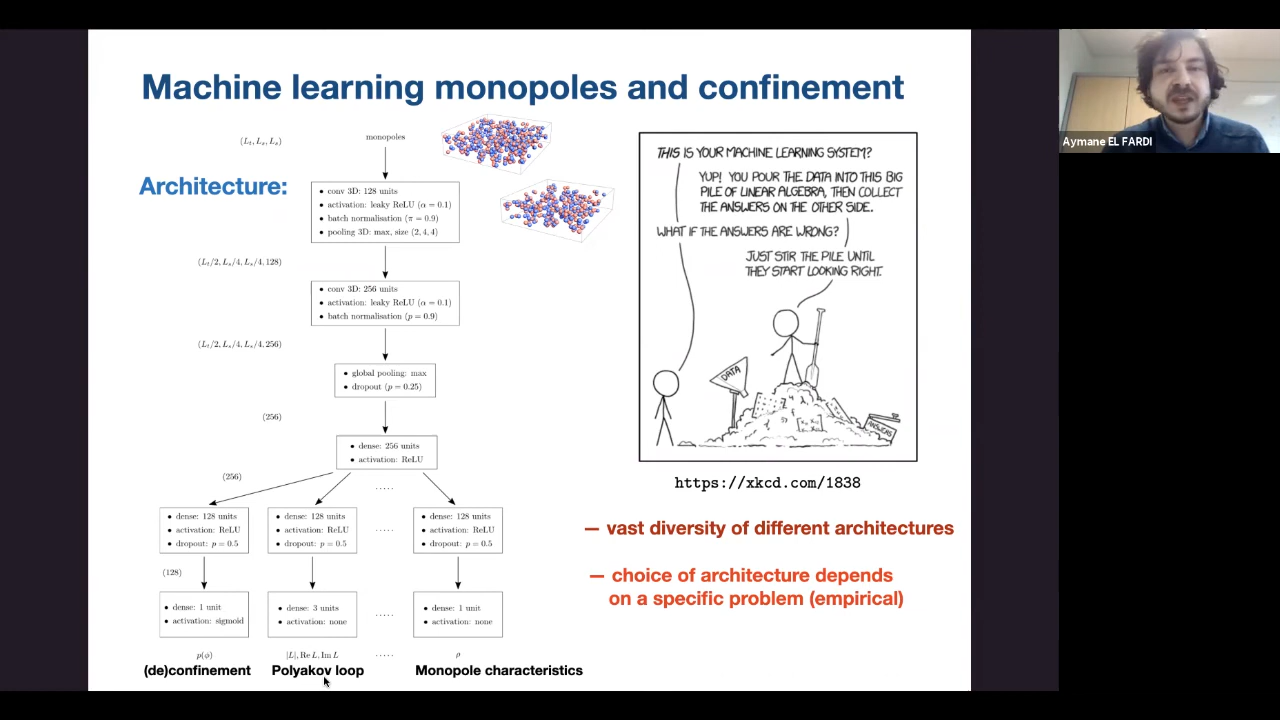 Machine learning monopoles and confinement
Aymane EL FARDI
(L_t, L_s, L_s)
monopoles
Architecture:
• conv 3D: 128 units
• activation: leaky ReLU (α = 0.1)
• batch normalisation (π = 0.9)
• pooling 3D: max, size (2, 4, 4)
(L_t/2, L_s/4, L_s/4, 128)
• conv 3D: 256 units
• activation: leaky ReLU (α = 0.1)
• batch normalisation (p = 0.9)
(L_t/2, L_s/4, L_s/4, 256)
• global pooling: max
• dropout (p = 0.25)
(256)
• dense: 256 units
• activation: ReLU
(256)
.....
• dense: 128 units
• activation: ReLU
• dropout: p = 0.5
• dense: 128 units
• activation: ReLU
• dropout: p = 0.5
.....
• dense: 128 units
• activation: ReLU
• dropout: p = 0.5
(128)
• dense: 1 unit
• activation: sigmoid
• dense: 3 units
• activation: none
.....
• dense: 1 unit
• activation: none
p(ϕ)
|L|, Re L, Im L
.....
ρ
(de)confinement
Polyakov loop
Monopole characteristics
THIS IS YOUR MACHINE LEARNING SYSTEM?
YUP! YOU POUR THE DATA INTO THIS BIG
PILE OF LINEAR ALGEBRA, THEN COLLECT
THE ANSWERS ON THE OTHER SIDE.
WHAT IF THE ANSWERS ARE WRONG?
JUST STIR THE PILE UNTIL
THEY START LOOKING RIGHT.
DATA
ANSWERS
https://xkcd.com/1838
— vast diversity of different architectures
— choice of architecture depends
on a specific problem (empirical)